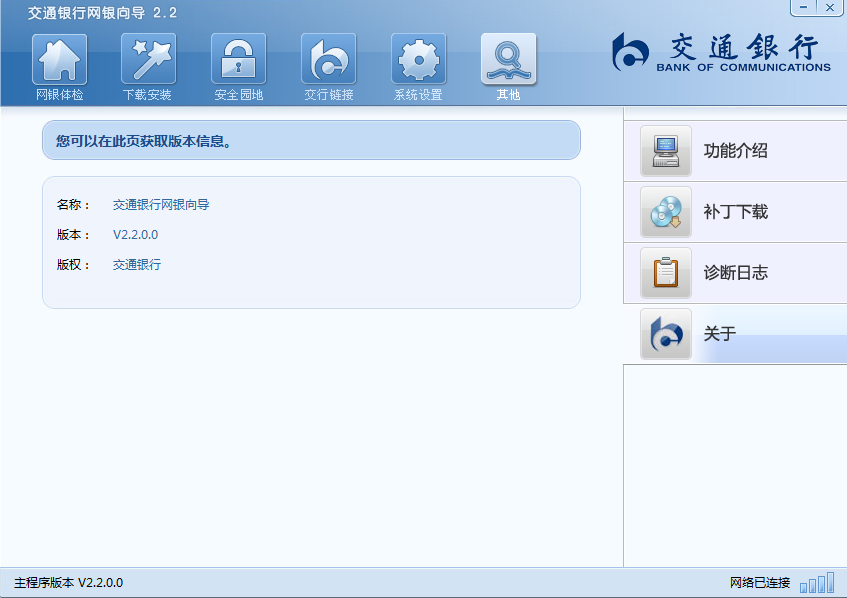 交通银行网银向导 2.2
网银体检
下载安装
安全园地
交行链接
系统设置
其他
交通銀行
BANK OF COMMUNICATIONS
您可以在此页获取版本信息。
名称： 交通银行网银向导
版本： V2.2.0.0
版权： 交通银行
功能介绍
补丁下载
诊断日志
关于
主程序版本 V2.2.0.0
网络已连接